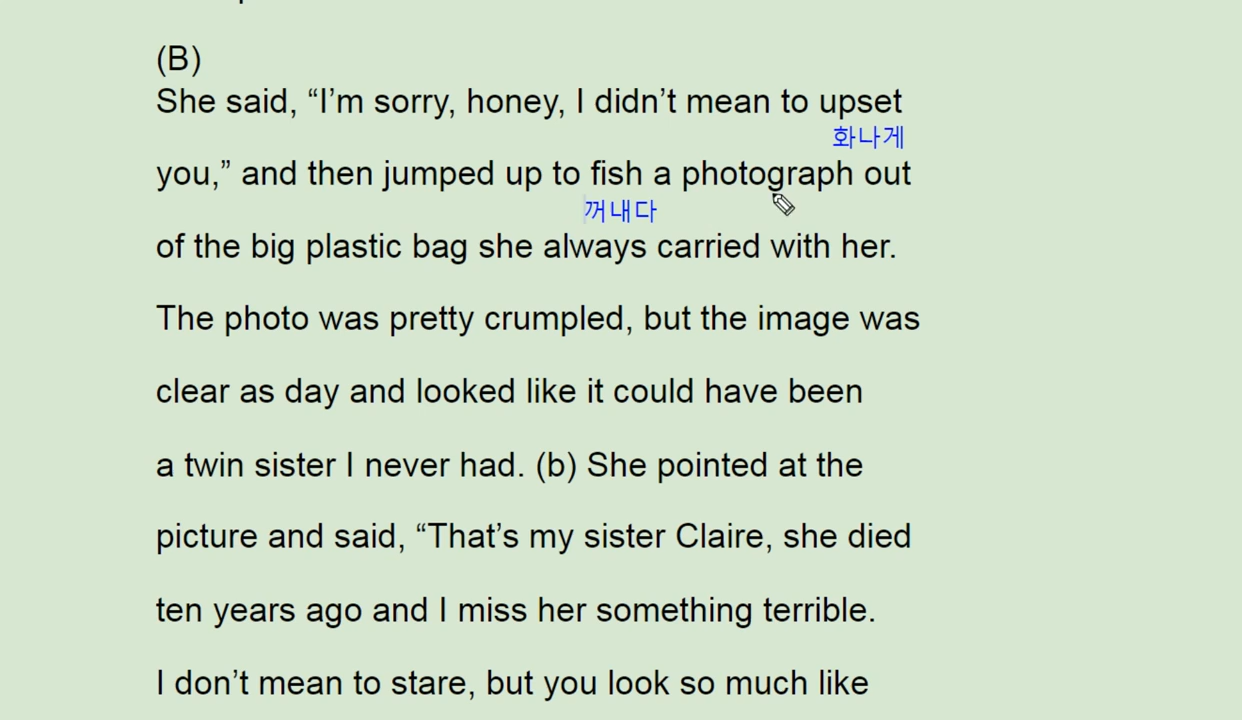 (B)
She said, “I’m sorry, honey, I didn’t mean to upset
화나게
you,” and then jumped up to fish a photograph out
꺼내다
of the big plastic bag she always carried with her.
The photo was pretty crumpled, but the image was
clear as day and looked like it could have been
a twin sister I never had. (b) She pointed at the
picture and said, “That’s my sister Claire, she died
ten years ago and I miss her something terrible.
I don’t mean to stare, but you look so much like